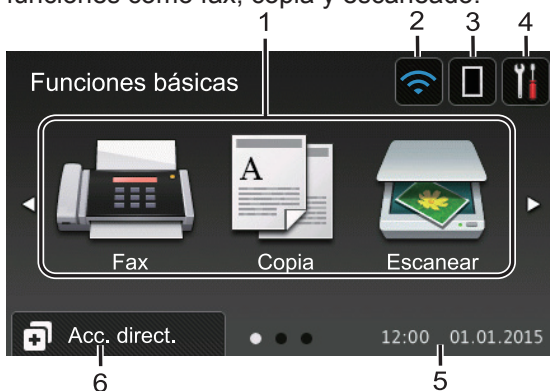 funciones como fax, copia y escaneado.
1 2 3 4
Funciones básicas
A
Fax Copia Escanear
Acc. direct. 12:00 01.01.2015
6 5